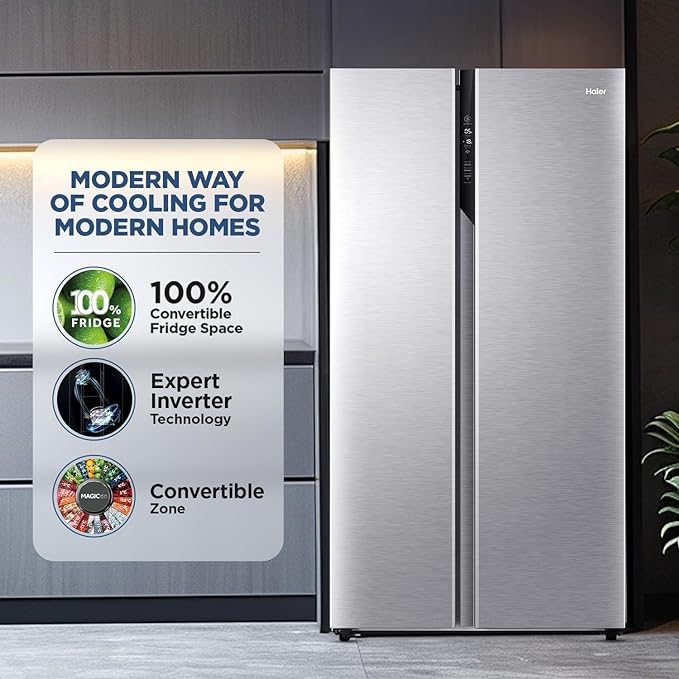 Haier
MODERN WAY
OF COOLING FOR
MODERN HOMES
100%
FRIDGE
100%
Convertible
Fridge Space
Expert
Inverter
Technology
MAGIC
Convertible
Zone